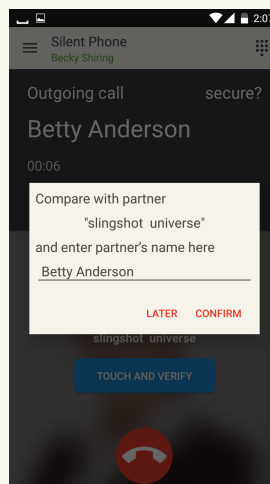 2:07
Silent Phone
Becky Shiring
Outgoing call secure?
Betty Anderson
00:06
Compare with partner
"slingshot universe"
and enter partner's name here
Betty Anderson
LATER CONFIRM
slingshot universe
TOUCH AND VERIFY